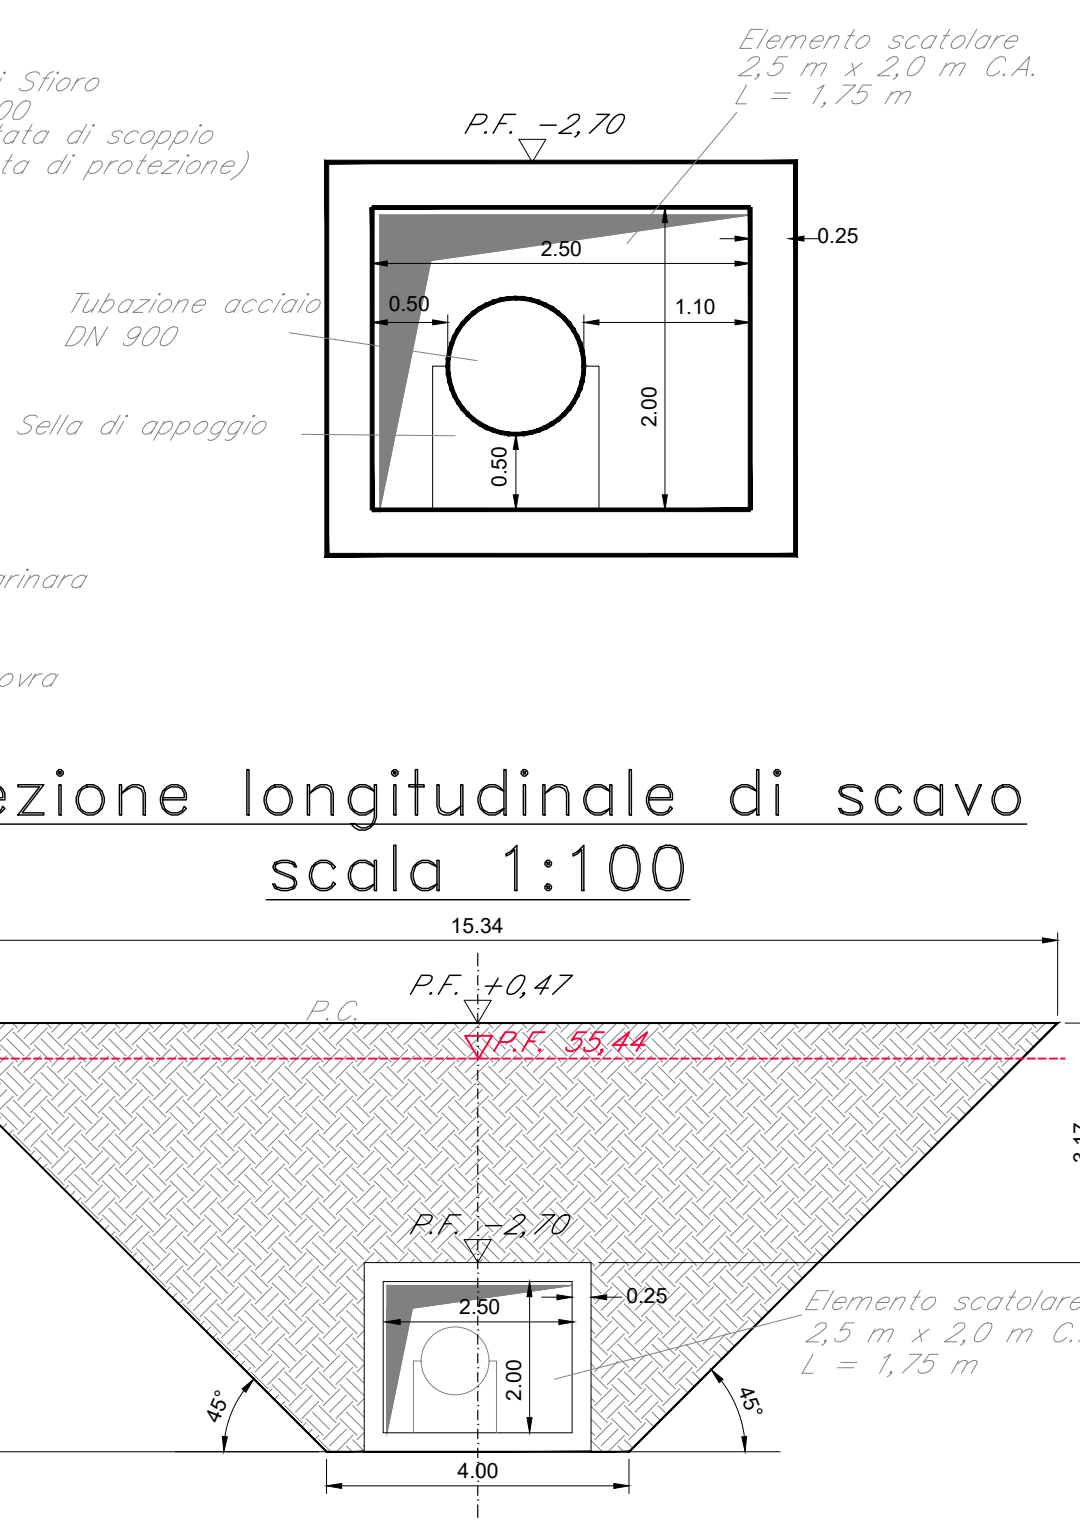 Elemento scatolare
2,5 m x 2,0 m C.A.
L = 1,75 m
i Sfioro
00
tata di scoppio
ta di protezione)
P.F. -2,70
0.25
2.50
Tubazione acciaio
DN 900
0.50
1.10
2.00
Sella di appoggio
0.50
arinara
ovra
ezione longitudinale di scavo
scala 1:100
15.34
P.F. +0,47
P.C.
P.F. 55,44
P.F. -2,70
2.50
0.25
Elemento scatolare
2,5 m x 2,0 m C.
L = 1,75 m
2.00
45°
45°
4.00